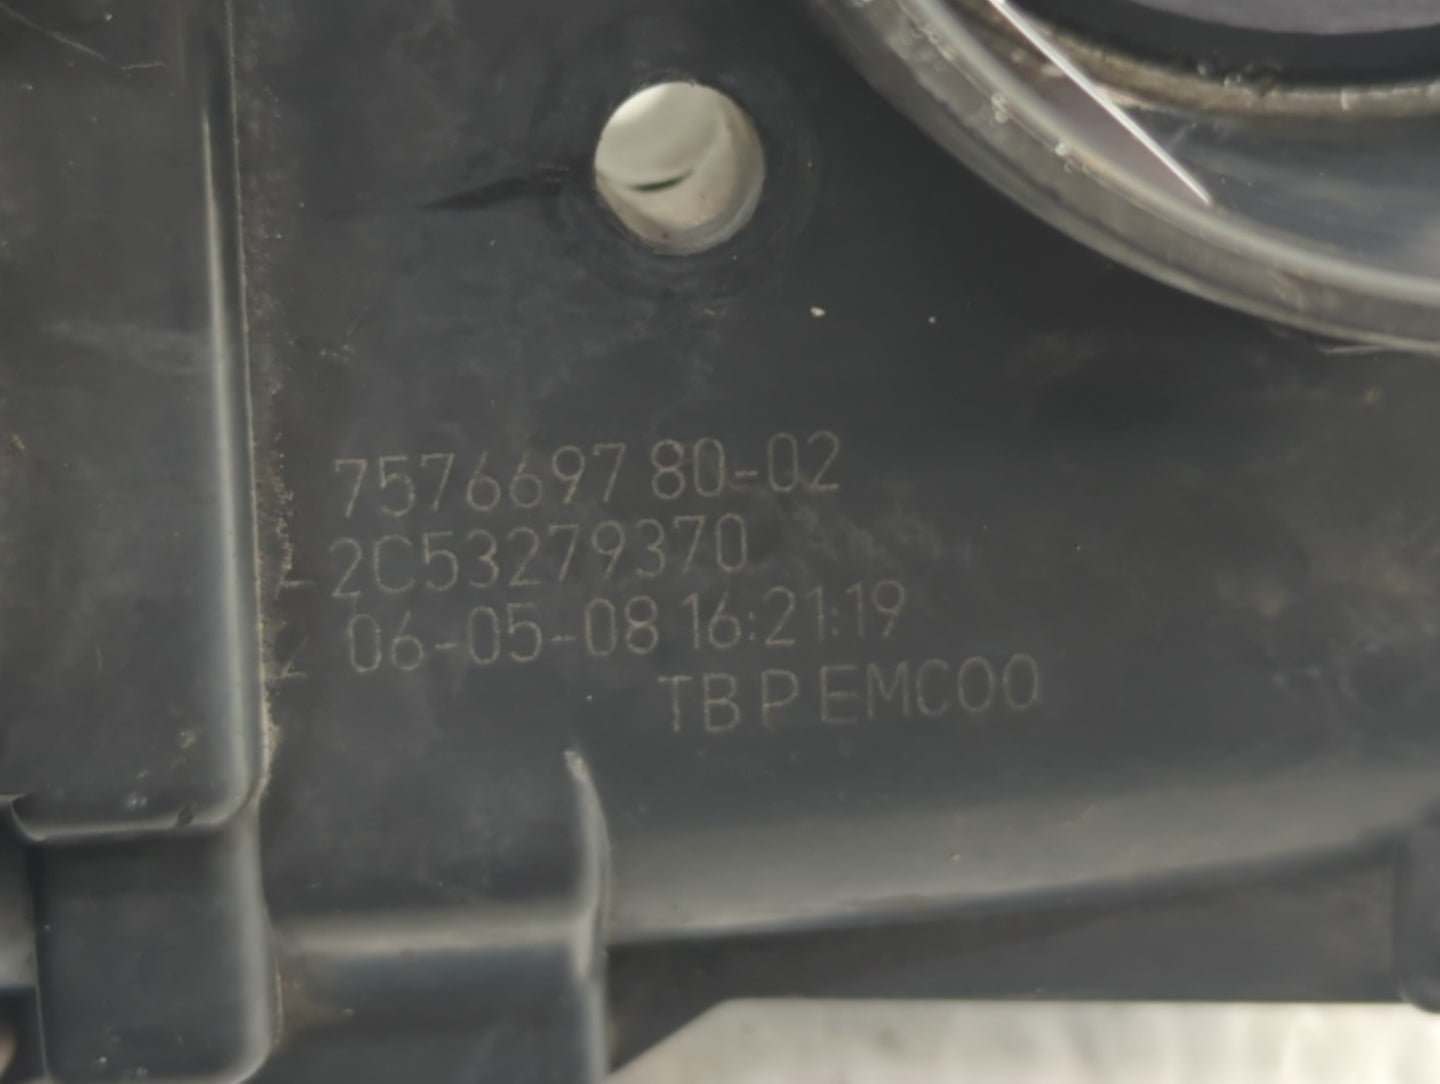 7576697 80-02
2C53279370
06-05-08 16:21:19
TB P EMC00